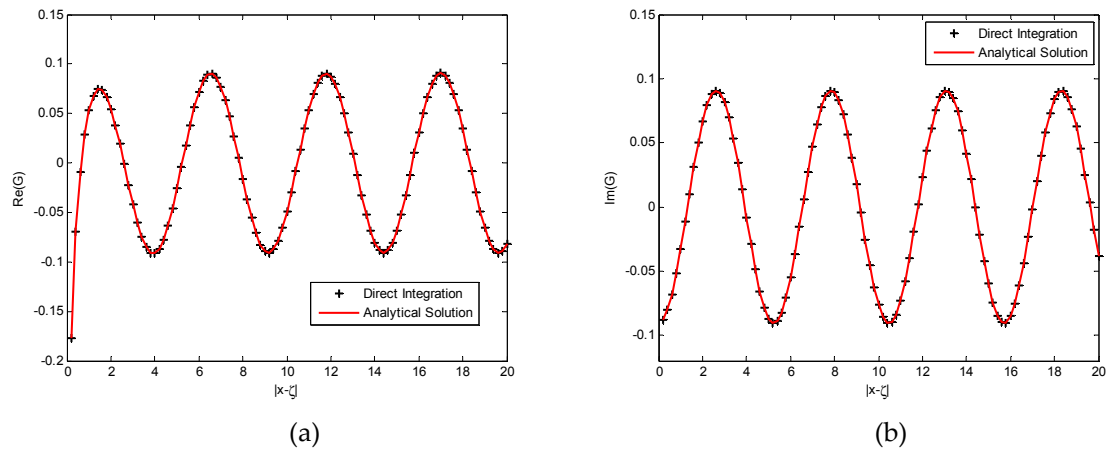 0.15
0.1
0.05
0
-0.05
-0.1
-0.2
Re(G)
0 2 4 6 8 10 12 14 16 18 20
|x-ζ|
Direct Integration
Analytical Solution
(a)
0.15
0.1
0.05
0
-0.05
-0.1
Im(G)
0 2 4 6 8 10 12 14 16 18 20
|x-ζ|
Direct Integration
Analytical Solution
(b)